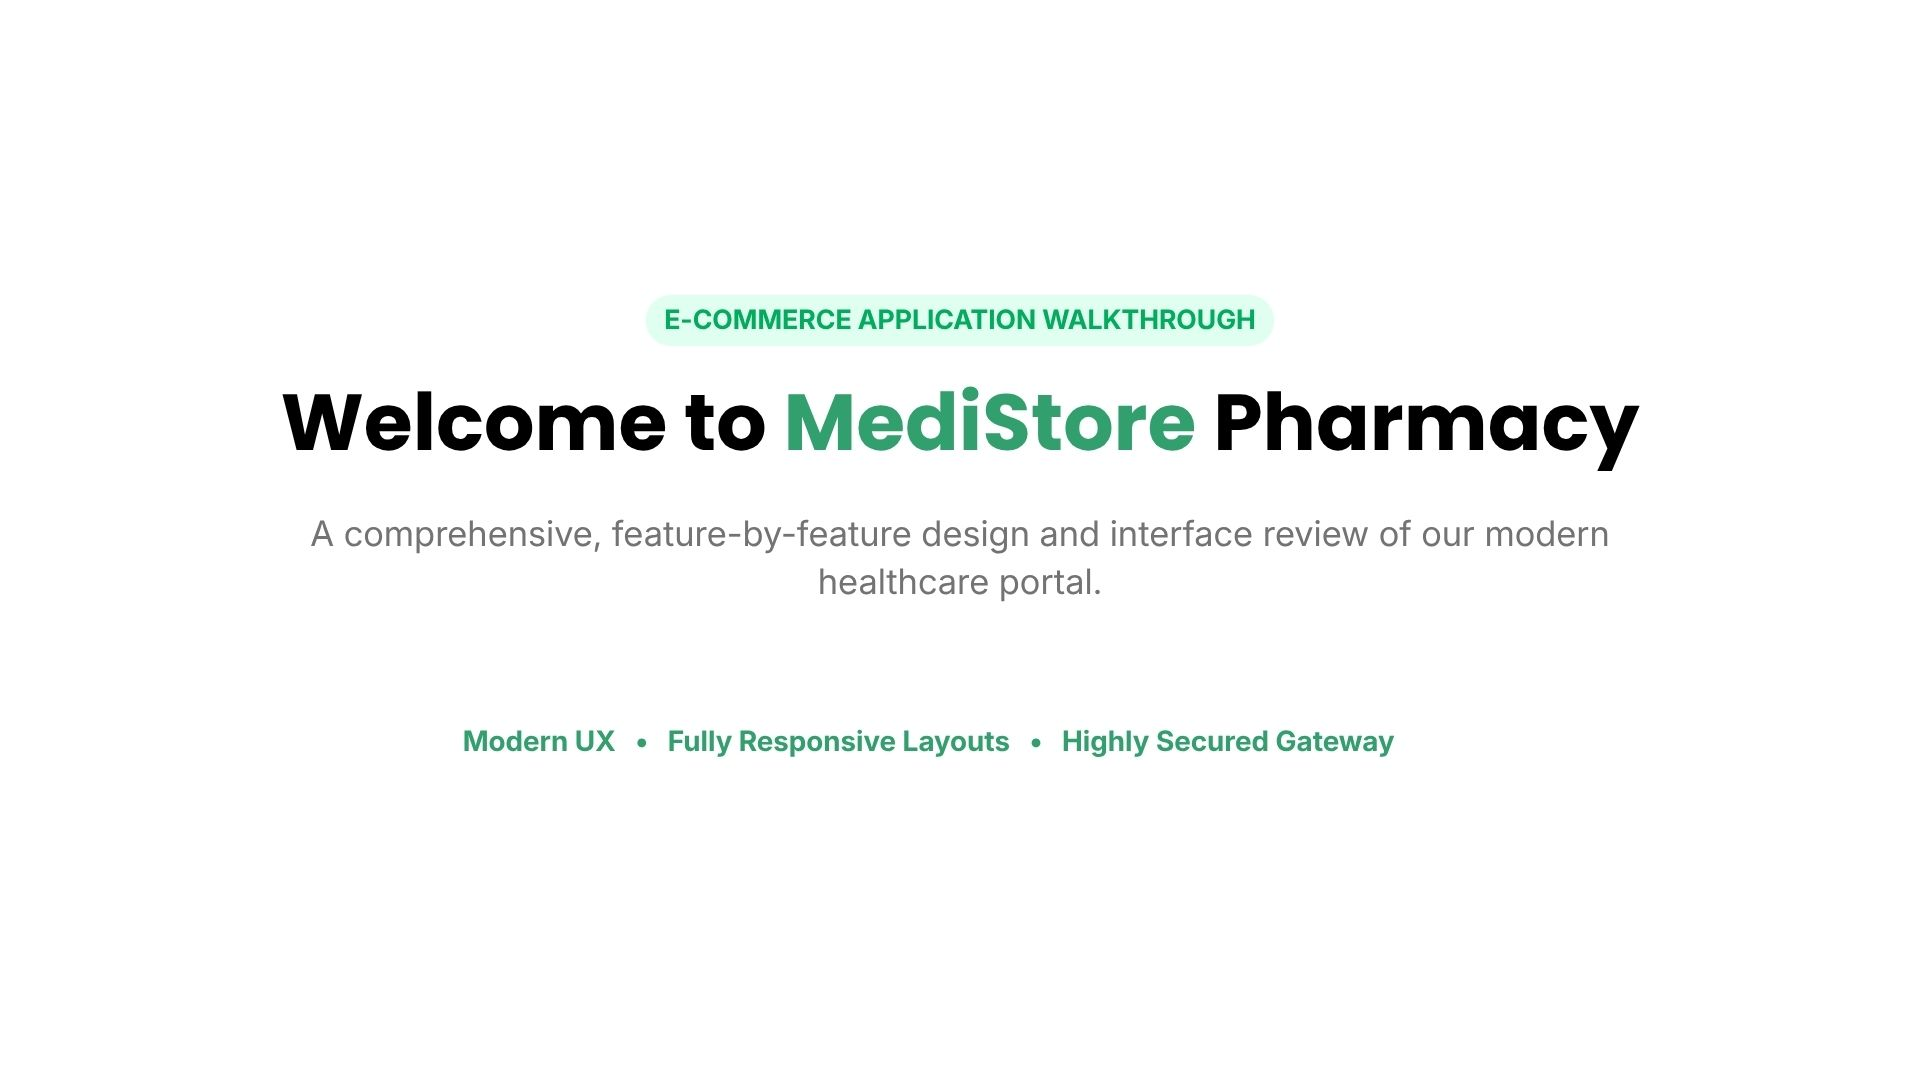 E-COMMERCE APPLICATION WALKTHROUGH
Welcome to MediStore Pharmacy
A comprehensive, feature-by-feature design and interface review of our modern
healthcare portal.
Modern UX • Fully Responsive Layouts • Highly Secured Gateway